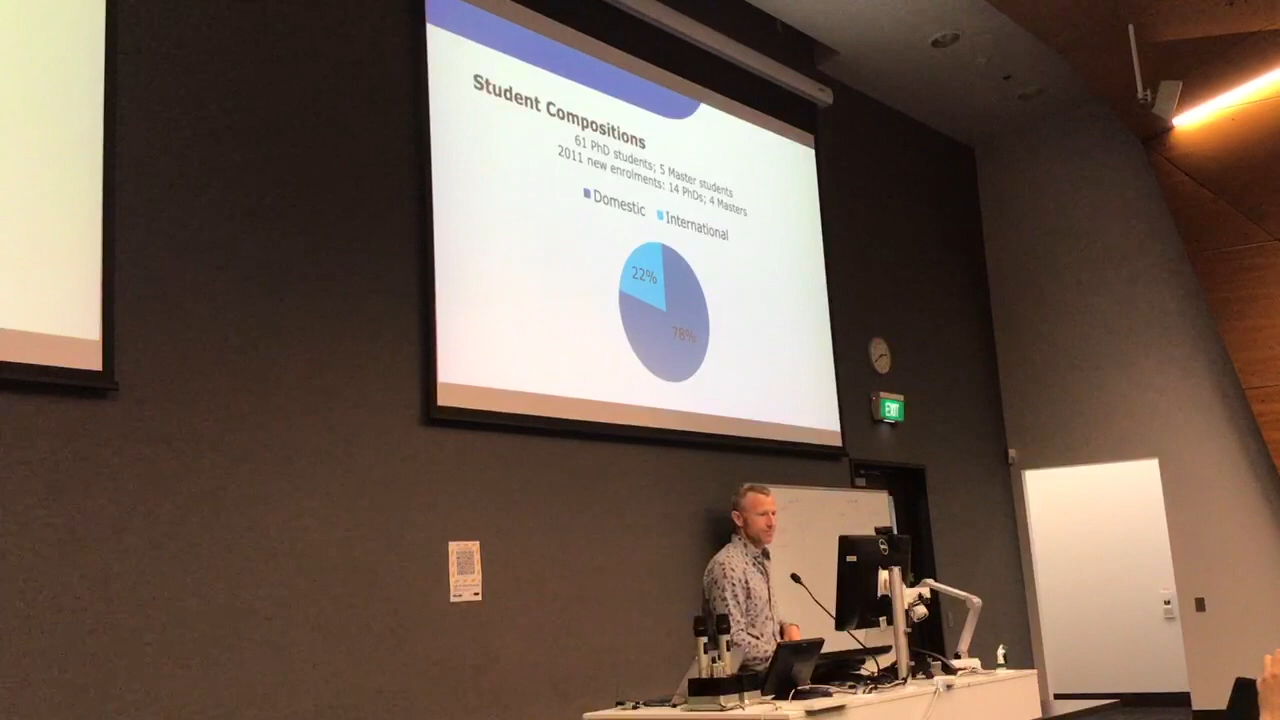 Student Compositions
61 PhD students; 5 Master students
2011 new enrolments: 14 PhDs; 4 Masters
Domestic International
22%
78%
EXIT